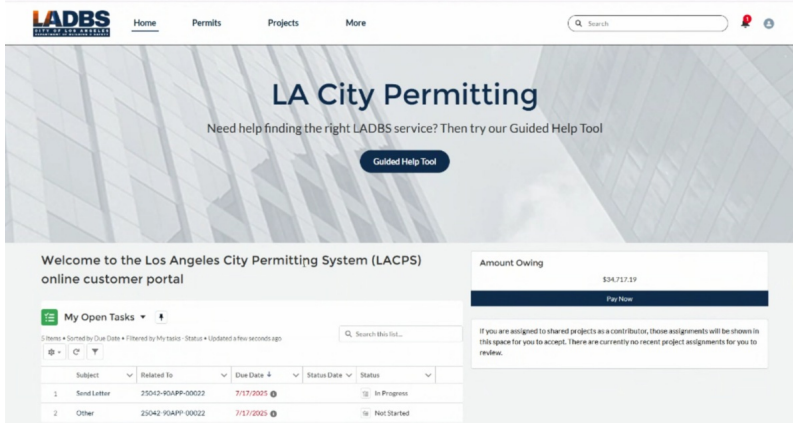 LADBS
CITY OF LOS ANGELES
DEPARTMENT OF BUILDING & SAFETY
Home Permits Projects More Search
LA City Permitting
Need help finding the right LADBS service? Then try our Guided Help Tool
Guided Help Tool
Welcome to the Los Angeles City Permitting System (LACPS)
online customer portal
Amount Owing
$34,717.19
Pay Now
If you are assigned to shared projects as a contributor, those assignments will be shown in
this space for you to accept. There are currently no recent project assignments for you to
review.
My Open Tasks
5 items • Sorted by Due Date • Filtered by My tasks - Status • Updated a few seconds ago
Search this list...
Subject Related To Due Date Status Date Status
1 Send Letter 25042-90APP-00022 7/17/2025 In Progress
2 Other 25042-90APP-00022 7/17/2025 Not Started